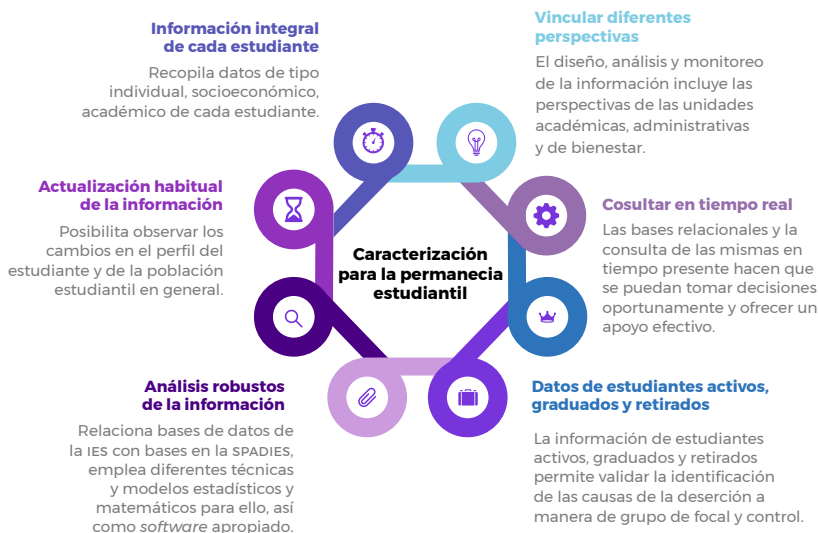 Información integral
de cada estudiante
Recopila datos de tipo
individual, socioeconómico,
académico de cada estudiante.
Vincular diferentes
perspectivas
El diseño, análisis y monitoreo
de la información incluye las
perspectivas de las unidades
académicas, administrativas
y de bienestar.
Actualización habitual
de la información
Posibilita observar los
cambios en el perfil del
estudiante y de la población
estudiantil en general.
Caracterización
para la permanecia
estudiantil
Cosultar en tiempo real
Las bases relacionales y la
consulta de las mismas en
tiempo presente hacen que
se puedan tomar decisiones
oportunamente y ofrecer un
apoyo efectivo.
Análisis robustos
de la información
Relaciona bases de datos de
la IES con bases en la SPADIES,
emplea diferentes técnicas
y modelos estadísticos y
matemáticos para ello, así
como software apropiado.
Datos de estudiantes activos,
graduados y retirados
La información de estudiantes
activos, graduados y retirados
permite validar la identificación
de las causas de la deserción a
manera de grupo de focal y control.